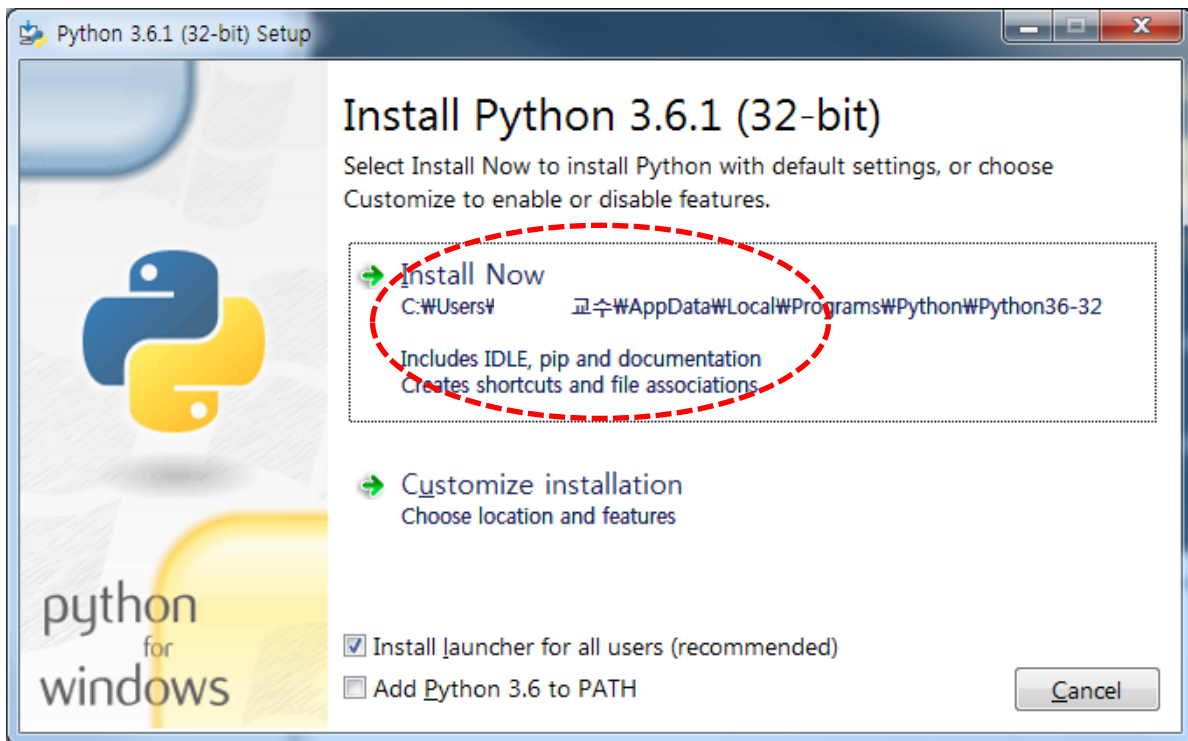 Python 3.6.1 (32-bit) Setup
Install Python 3.6.1 (32-bit)
Select Install Now to install Python with default settings, or choose
Customize to enable or disable features.
Install Now
C:₩Users₩ 교수₩AppData₩Local₩Programs₩Python₩Python36-32
Includes IDLE, pip and documentation
Creates shortcuts and file associations
Customize installation
Choose location and features
python
for
windows
Install launcher for all users (recommended)
Add Python 3.6 to PATH
Cancel